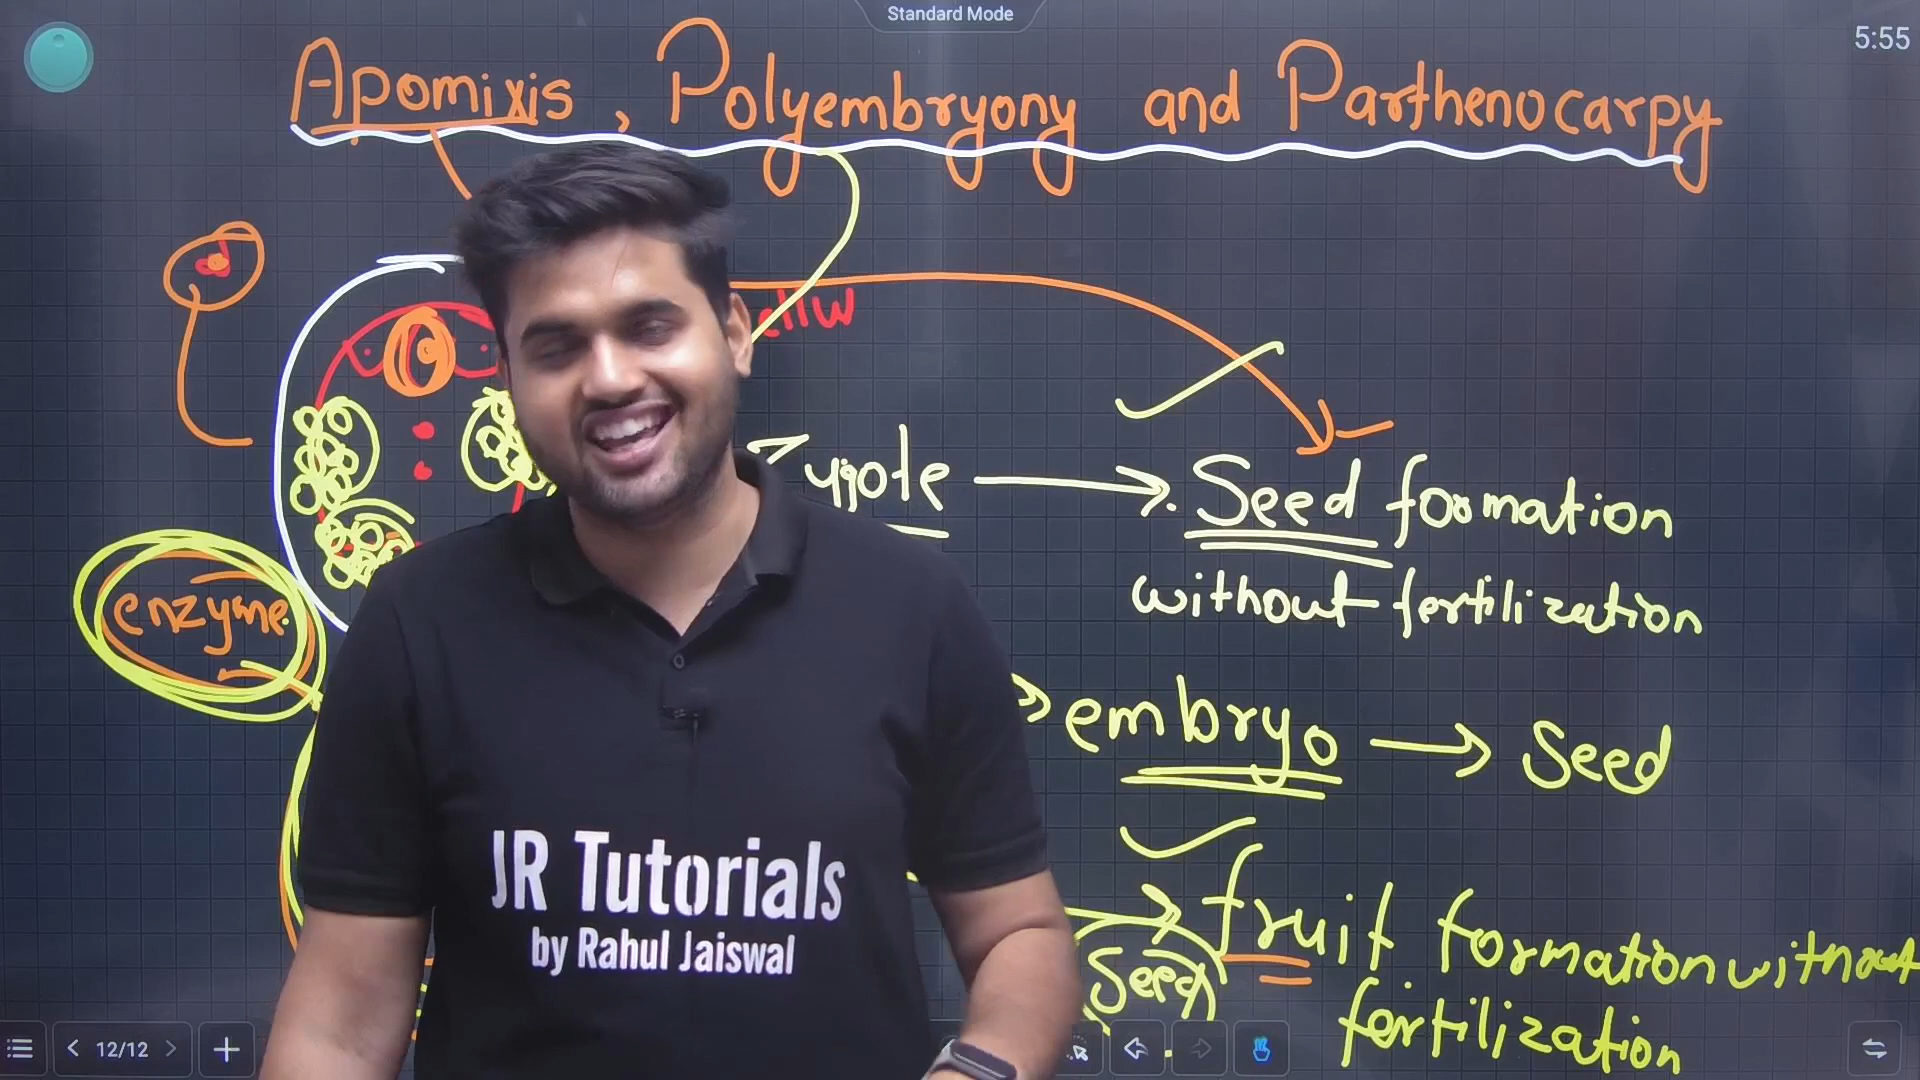 Standard Mode
5:55
Apomixis, Polyembryony and Parthenocarpy
Zygote → Seed formation
without fertilization
enzyme
→ embryo → Seed
→ fruit formation without
fertilization
Seed
JR Tutorials
by Rahul Jaiswal
12/12